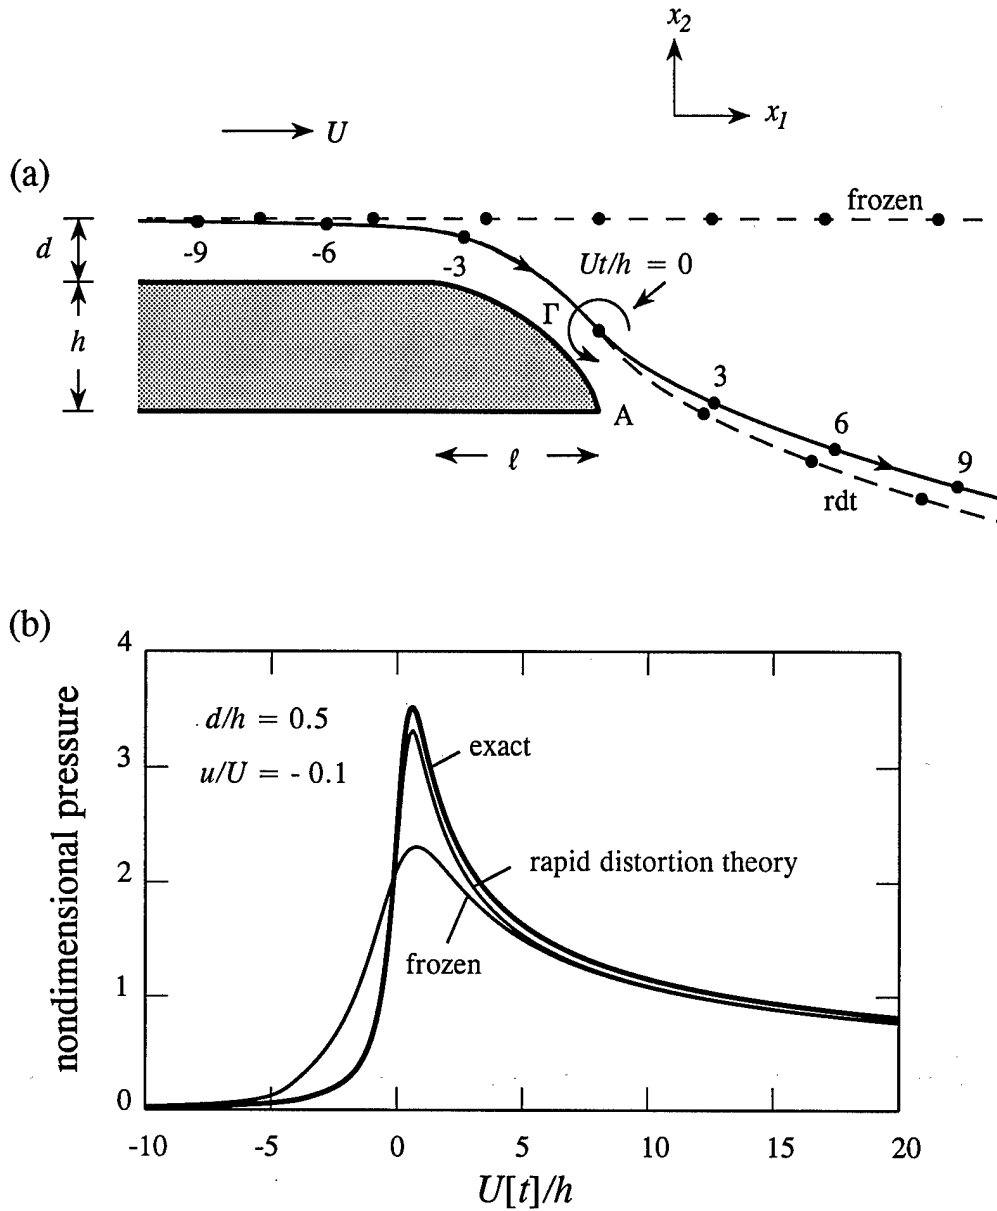 x₂
x₁
U
(a)
frozen
d
-9
-6
-3
Ut/h = 0
Γ
h
A
3
6
9
ℓ
rdt
(b)
nondimensional pressure
4
3
2
1
0
d/h = 0.5
u/U = - 0.1
exact
rapid distortion theory
frozen
-10
-5
0
5
10
15
20
U[t]/h